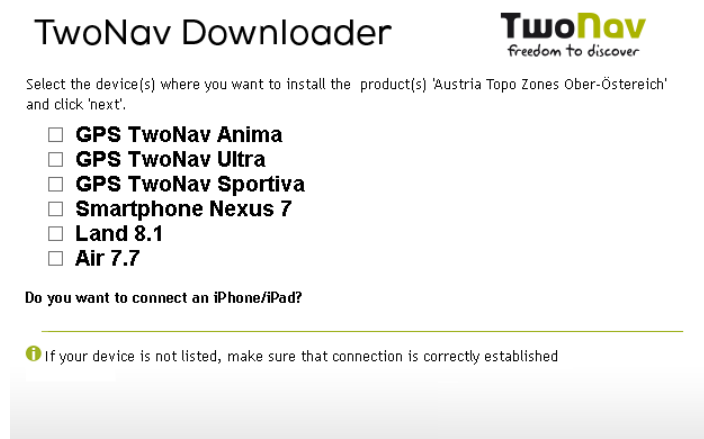 TwoNav Downloader
TwoNav
freedom to discover
Select the device(s) where you want to install the product(s) 'Austria Topo Zones Ober-Östereich'
and click 'next'.
GPS TwoNav Anima
GPS TwoNav Ultra
GPS TwoNav Sportiva
Smartphone Nexus 7
Land 8.1
Air 7.7
Do you want to connect an iPhone/iPad?
If your device is not listed, make sure that connection is correctly established